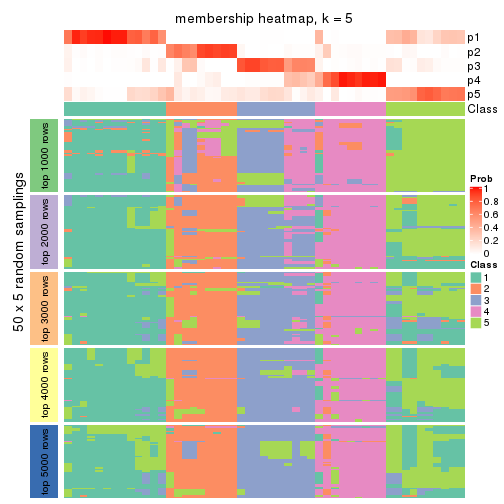 membership heatmap, k = 5
p1
p2
p3
p4
p5
Class
50 x 5 random samplings
top 1000 rows
top 2000 rows
top 3000 rows
top 4000 rows
top 5000 rows
Prob
1
0.8
0.6
0.4
0.2
0
Class
1
2
3
4
5